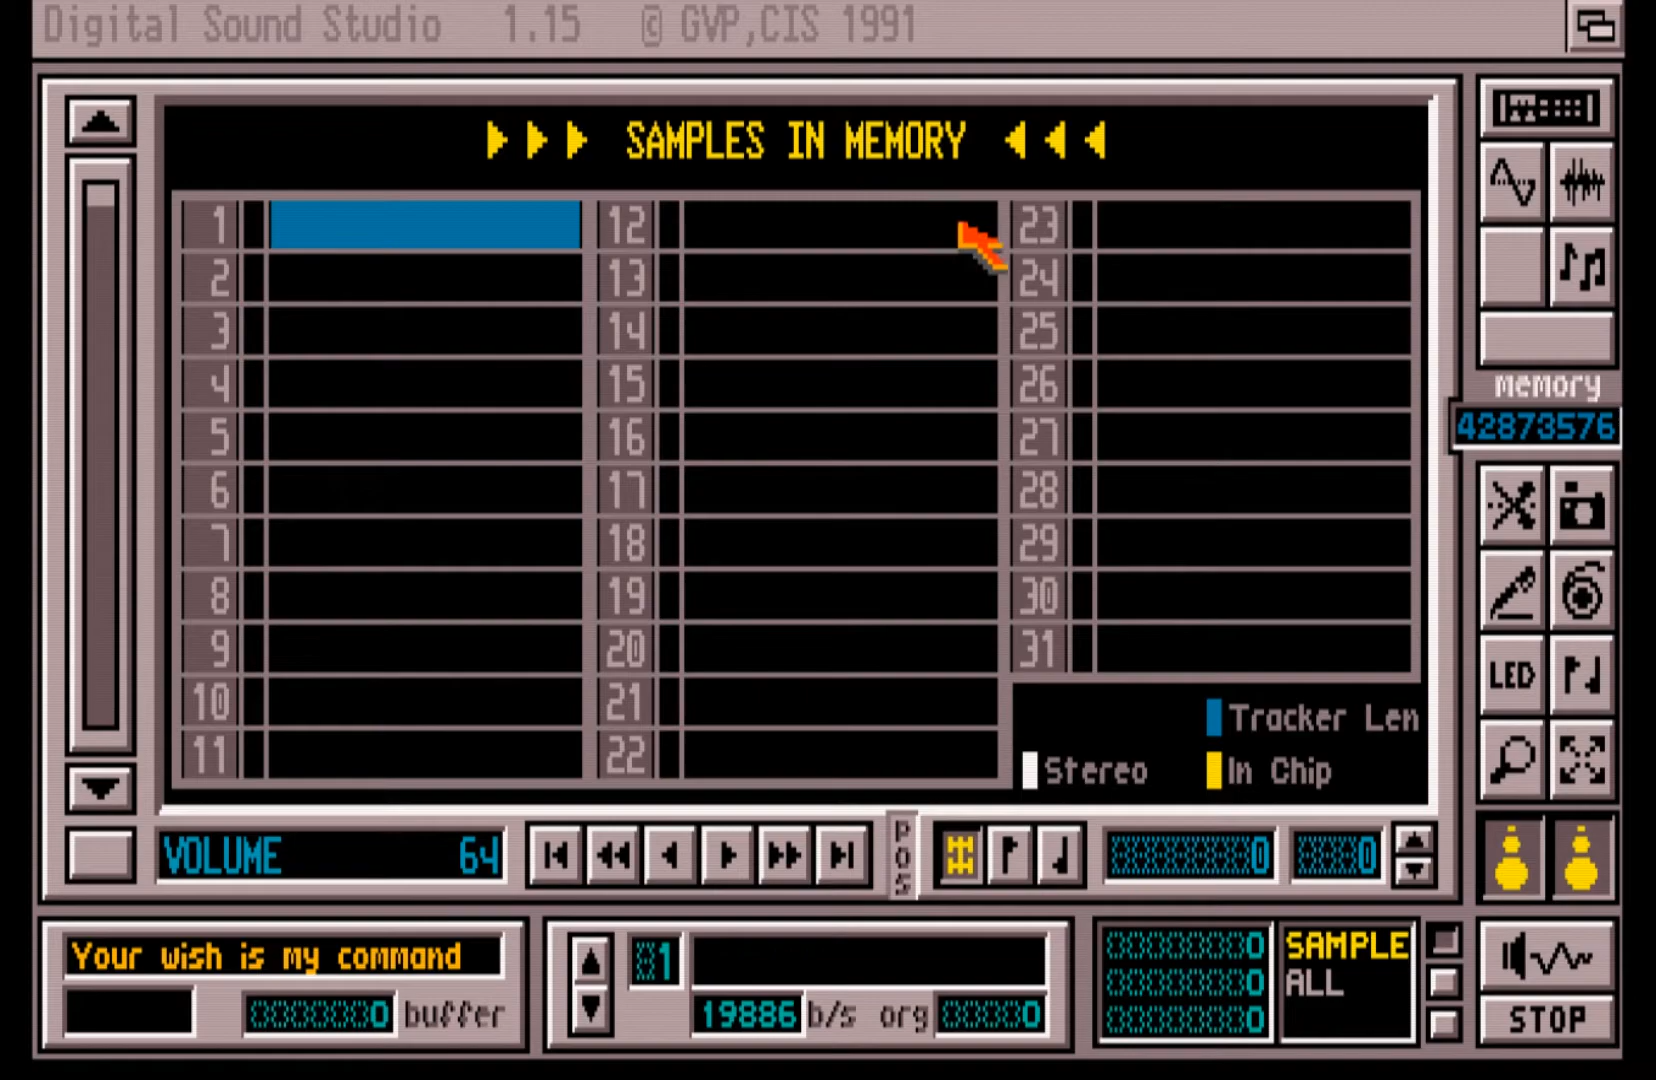 Digital Sound Studio 1.15 © GVP,CIS 1991
SAMPLES IN MEMORY
1 12 23
2 13 24
3 14 25
4 15 26
5 16 27
6 17 28
7 18 29
8 19 30
9 20 31
10 21
11 22
Tracker Len
Stereo In Chip
memory
42873576
LED
VOLUME 64
POS
0 0
Your wish is my command
0 buffer
1
19886 b/s org 0
0
0
0
SAMPLE
ALL
STOP